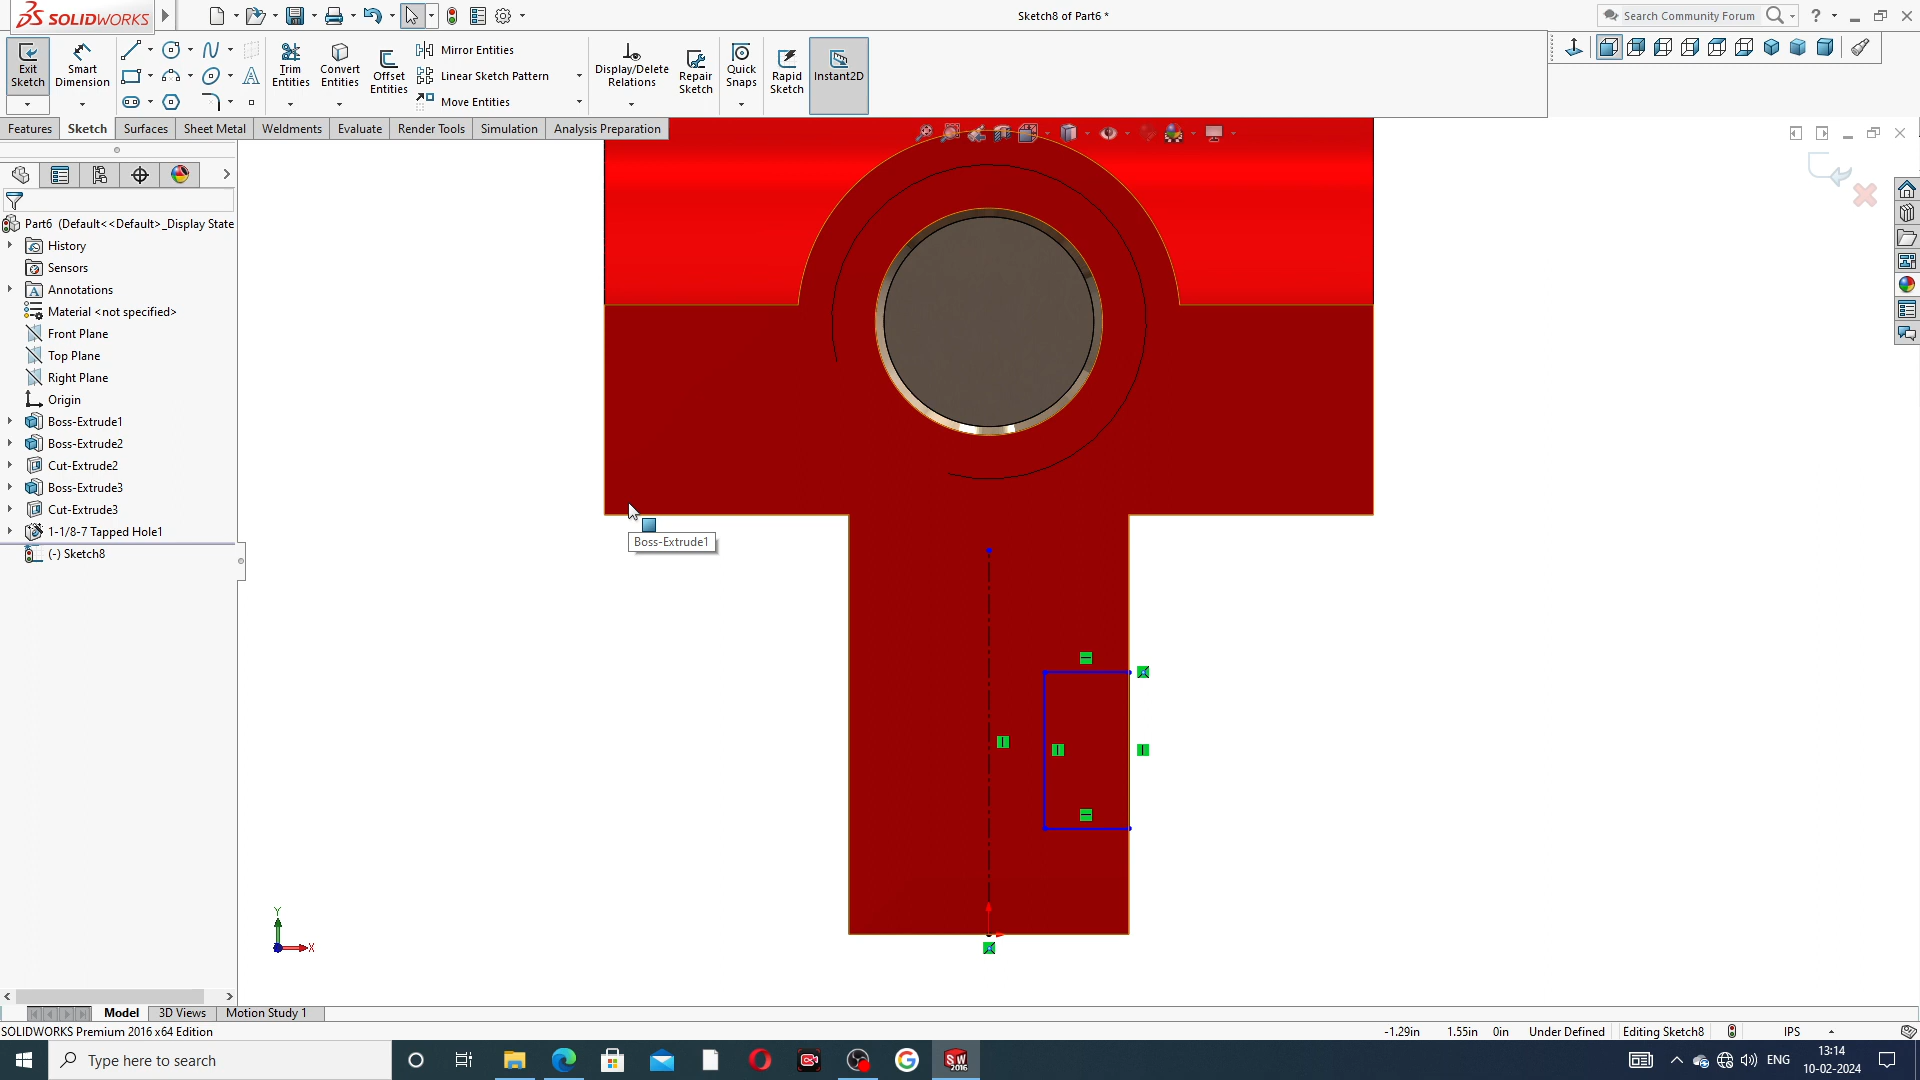 SOLIDWORKS
Sketch8 of Part6 *
Search Community Forum
Exit Sketch
Smart Dimension
Trim Entities
Convert Entities
Offset Entities
Mirror Entities
Linear Sketch Pattern
Move Entities
Display/Delete Relations
Repair Sketch
Quick Snaps
Rapid Sketch
Instant2D
Features
Sketch
Surfaces
Sheet Metal
Weldments
Evaluate
Render Tools
Simulation
Analysis Preparation
Part6 (Default<<Default>_Display State
History
Sensors
Annotations
Material <not specified>
Front Plane
Top Plane
Right Plane
Origin
Boss-Extrude1
Boss-Extrude2
Cut-Extrude2
Boss-Extrude3
Cut-Extrude3
1-1/8-7 Tapped Hole1
(-) Sketch8
Boss-Extrude1
Y
X
Model
3D Views
Motion Study 1
SOLIDWORKS Premium 2016 x64 Edition
-1.29in
1.55in
0in
Under Defined
Editing Sketch8
IPS
Type here to search
SW
2016
ENG
13:14
10-02-2024